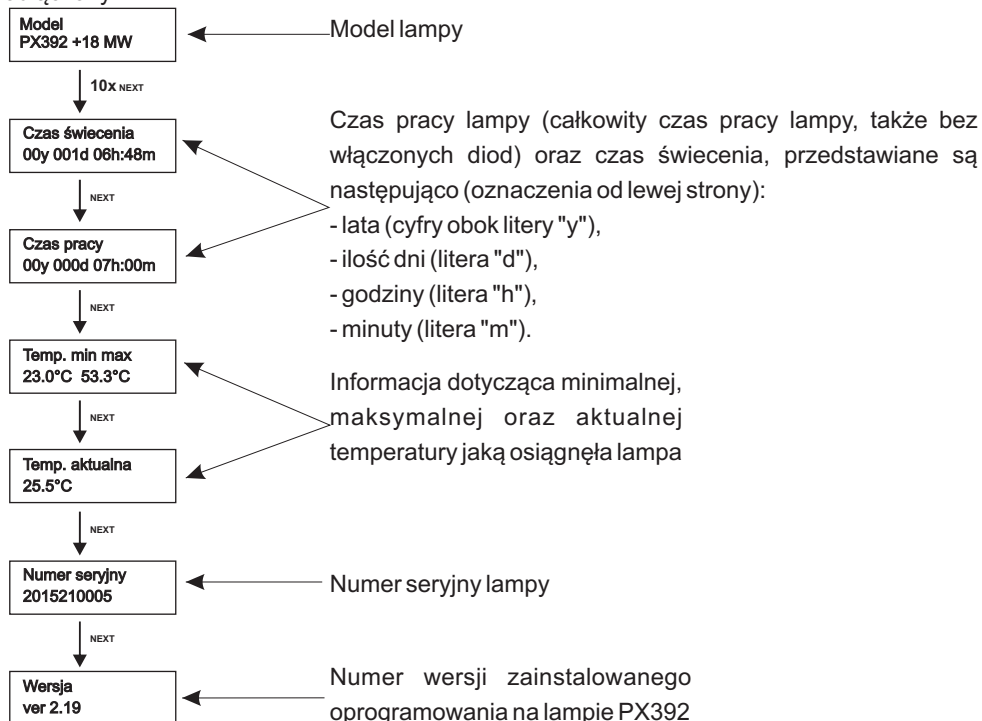 Model
PX392 +18 MW
Model lampy
10x NEXT
Czas świecenia
00y 001d 06h:48m
NEXT
Czas pracy
00y 000d 07h:00m
Czas pracy lampy (całkowity czas pracy lampy, także bez
włączonych diod) oraz czas świecenia, przedstawiane są
następująco (oznaczenia od lewej strony):
- lata (cyfry obok litery "y"),
- ilość dni (litera "d"),
- godziny (litera "h"),
- minuty (litera "m").
NEXT
Temp. min max
23.0°C 53.3°C
NEXT
Temp. aktualna
25.5°C
Informacja dotycząca minimalnej,
maksymalnej oraz aktualnej
temperatury jaką osiągnęła lampa
NEXT
Numer seryjny
2015210005
Numer seryjny lampy
NEXT
Wersja
ver 2.19
Numer wersji zainstalowanego
oprogramowania na lampie PX392